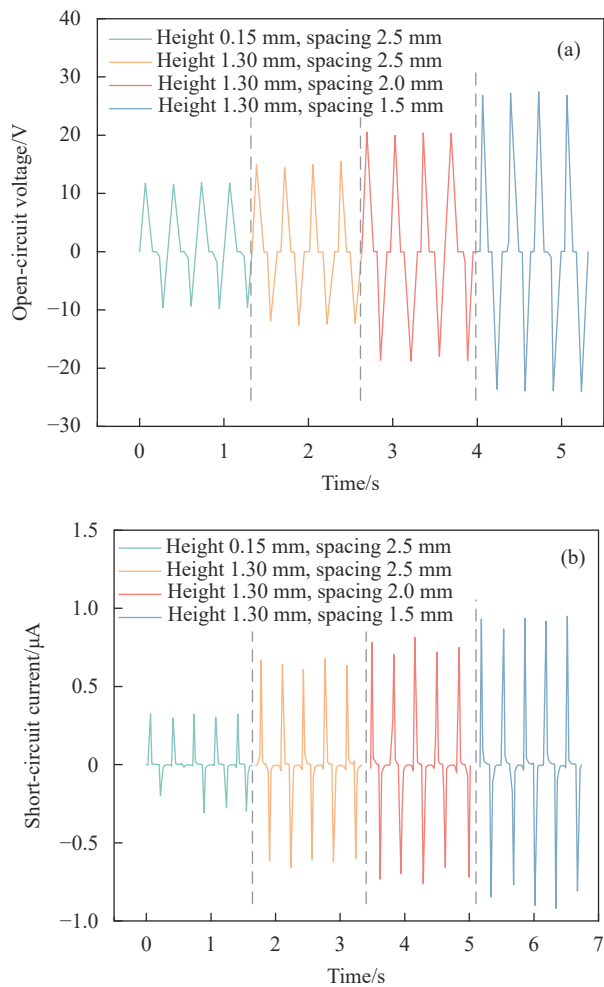 40
30
20
10
0
−10
−20
−30
Open-circuit voltage/V
Height 0.15 mm, spacing 2.5 mm
Height 1.30 mm, spacing 2.5 mm
Height 1.30 mm, spacing 2.0 mm
Height 1.30 mm, spacing 1.5 mm
(a)
0 1 2 3 4 5
Time/s
1.5
1.0
0.5
0
−0.5
−1.0
Short-circuit current/μA
Height 0.15 mm, spacing 2.5 mm
Height 1.30 mm, spacing 2.5 mm
Height 1.30 mm, spacing 2.0 mm
Height 1.30 mm, spacing 1.5 mm
(b)
0 1 2 3 4 5 6 7
Time/s